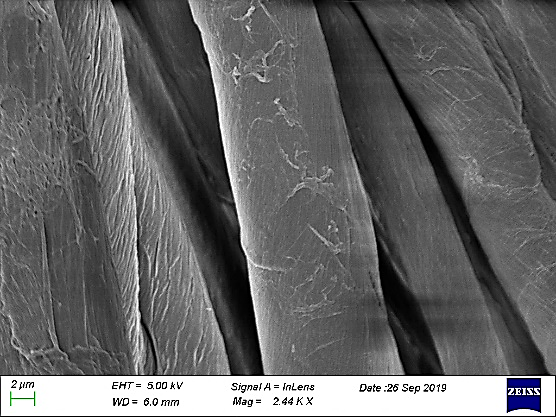 2 µm
EHT = 5.00 kV
Signal A = InLens
Date :26 Sep 2019
WD = 6.0 mm
Mag = 2.44 K X
ZEISS